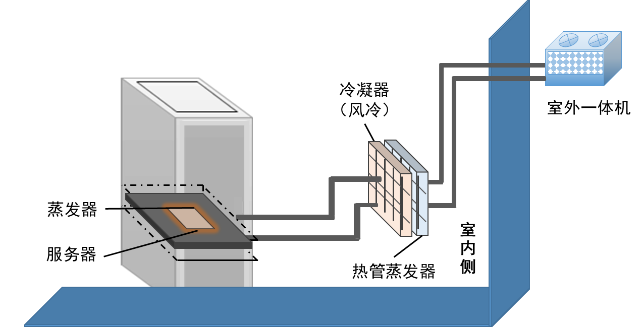 冷凝器
（风冷）
室外一体机
蒸发器
服务器
热管蒸发器
室
内
侧